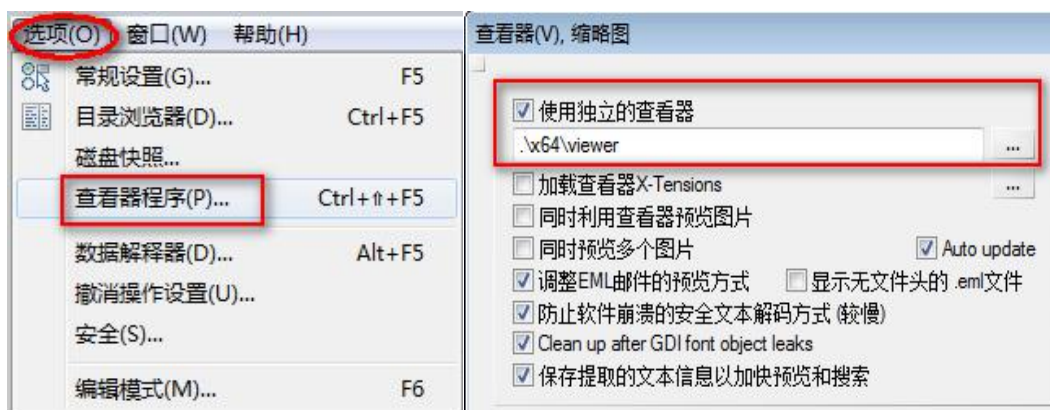 选项(O) 窗口(W) 帮助(H)
常规设置(G)... F5
目录浏览器(D)... Ctrl+F5
磁盘快照...
查看器程序(P)... Ctrl+⇧+F5
数据解释器(D)... Alt+F5
撤消操作设置(U)...
安全(S)...
编辑模式(M)... F6
查看器(V), 缩略图
使用独立的查看器
.\x64\viewer ...
加载查看器X-Tensions ...
同时利用查看器预览图片
同时预览多个图片 Auto update
调整EML邮件的预览方式 显示无文件头的 .eml文件
防止软件崩溃的安全文本解码方式 (较慢)
Clean up after GDI font object leaks
保存提取的文本信息以加快预览和搜索